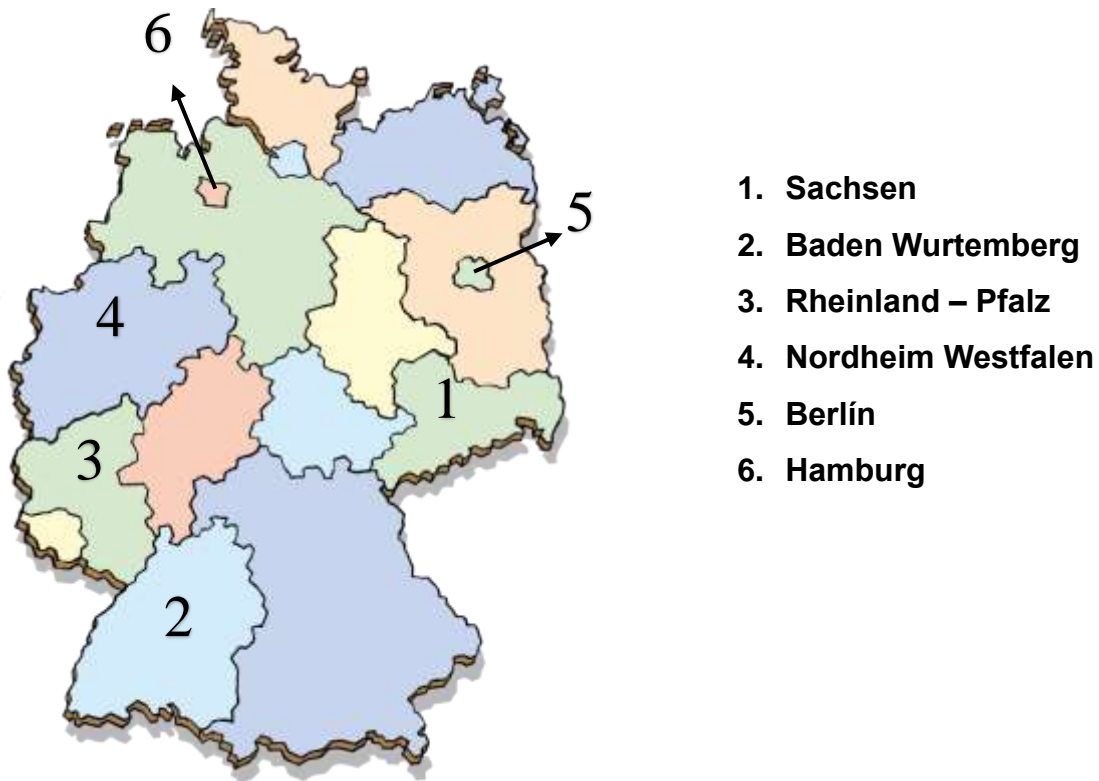 6
5
4
1
3
2
1. Sachsen
2. Baden Wurtemberg
3. Rheinland – Pfalz
4. Nordheim Westfalen
5. Berlín
6. Hamburg